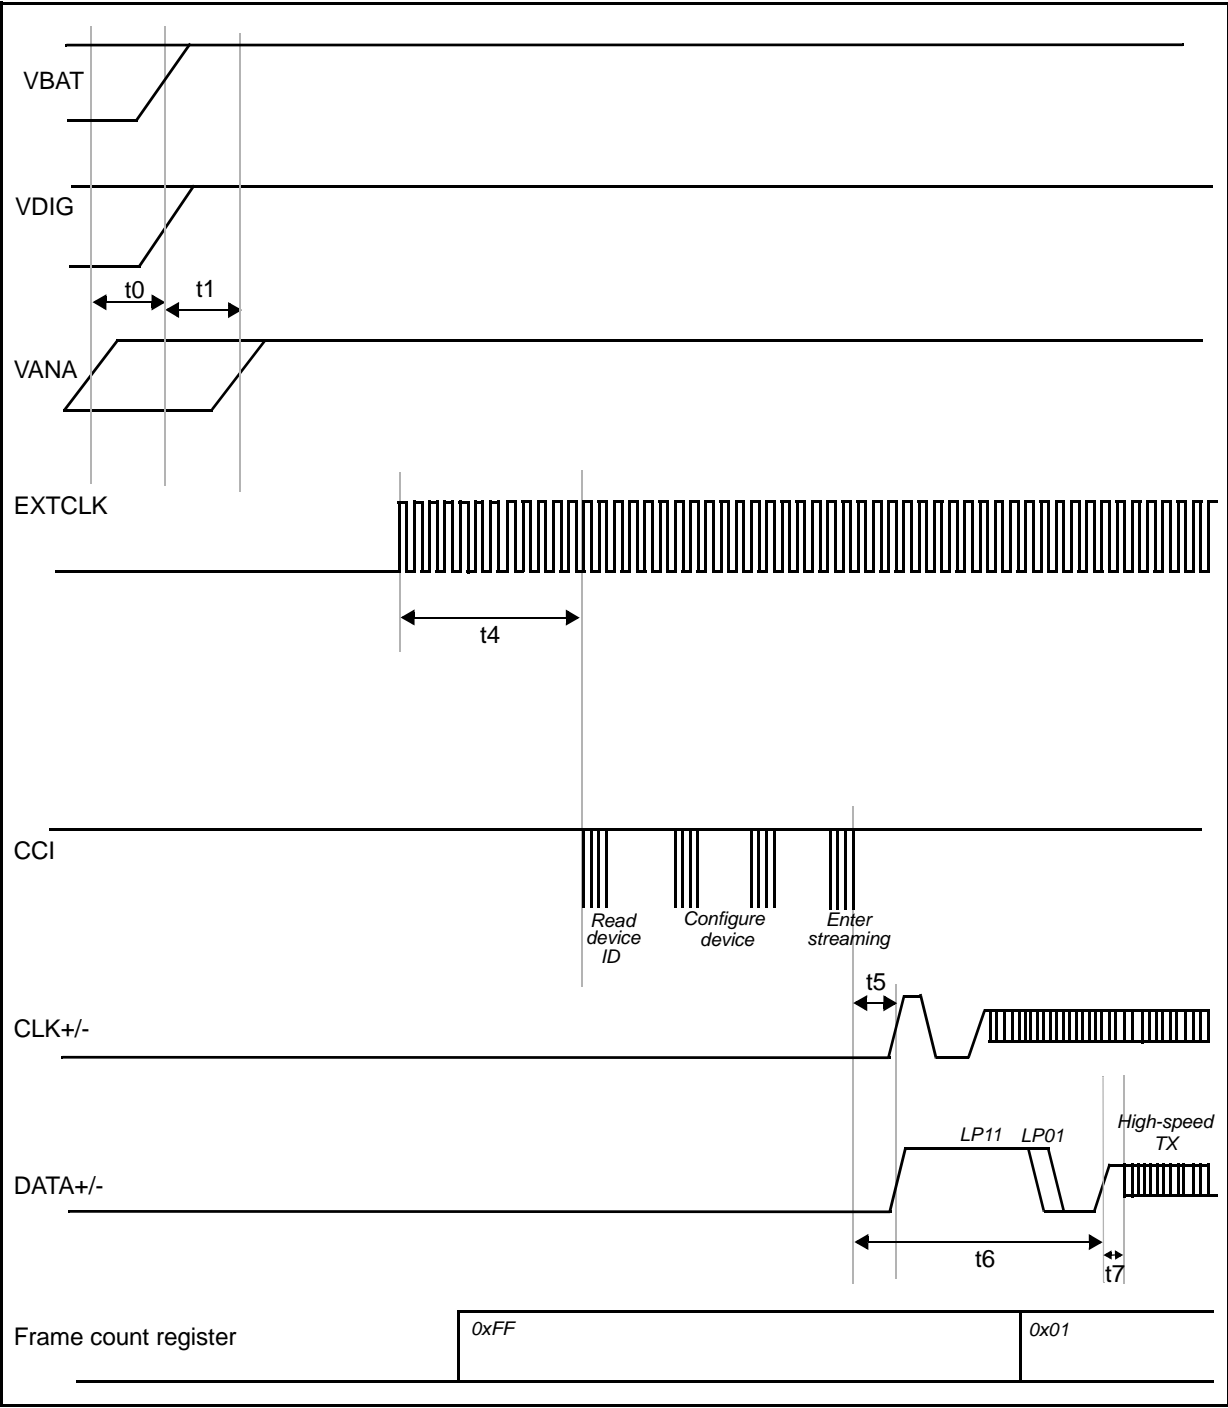 VBAT
VDIG
t0
t1
VANA
EXTCLK
t4
CCI
Read
device
ID
Configure
device
Enter
streaming
t5
CLK+/-
LP11
LP01
High-speed
TX
DATA+/-
t6
t7
Frame count register
0xFF
0x01